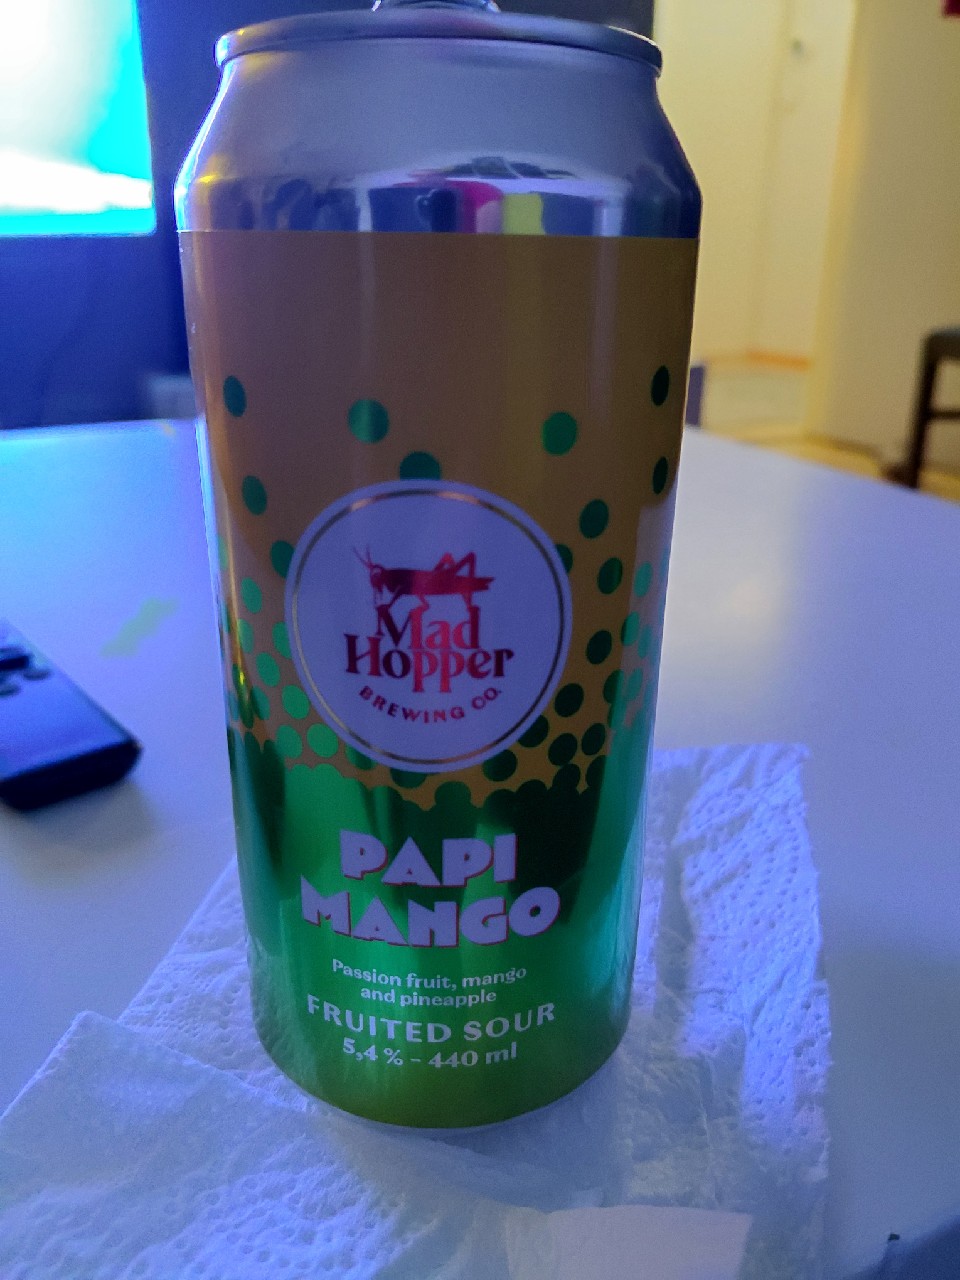 Mad
Hopper
BREWING CO.
PAPI
MANGO
Passion fruit, mango
and pineapple
FRUITED SOUR
5,4 % - 440 ml